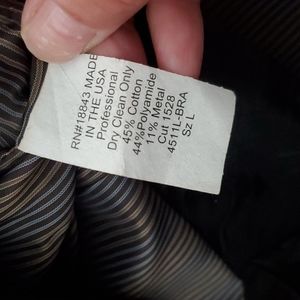 RN#18843 MADE
IN THE USA
Professional
Dry Clean Only
45% Cotton
44%Polyamide
11% Metal
Cut 1528
4511L-BRA
Sz L